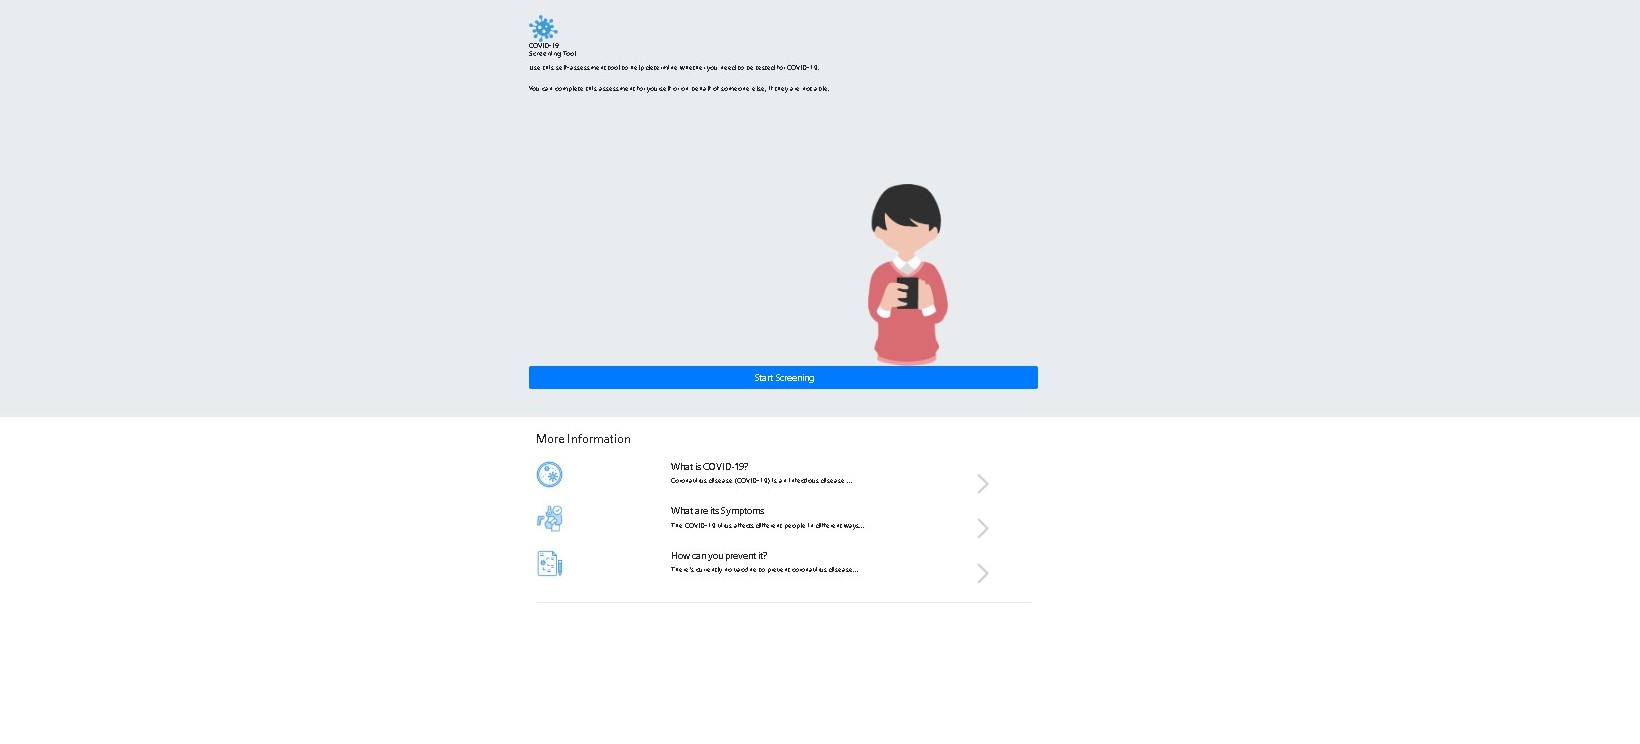 COVID-19
Screening Tool
Use this self-assessment tool to help determine whether you need to be tested for COVID-19.
You can complete this assessment for yourself or on behalf of someone else, if they are not able.
Start Screening
More Information
What is COVID-19?
Coronavirus disease (COVID-19) is an infectious disease ...
What are its Symptoms
The COVID-19 virus affects different people in different ways...
How can you prevent it?
There's currently no vaccine to prevent coronavirus disease...